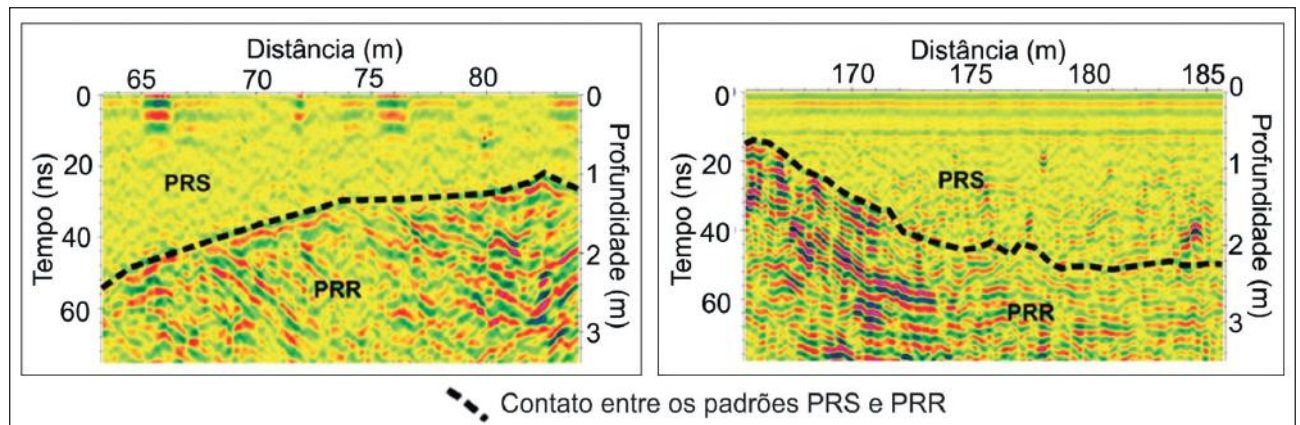 Distância (m)
65 70 75 80
0
20
40
60
Tempo (ns)
0
1
2
3
Profundidade (m)
PRS
PRR
Distância (m)
170 175 180 185
0
20
40
60
Tempo (ns)
0
1
2
3
Profundidade (m)
PRS
PRR
Contato entre os padrões PRS e PRR